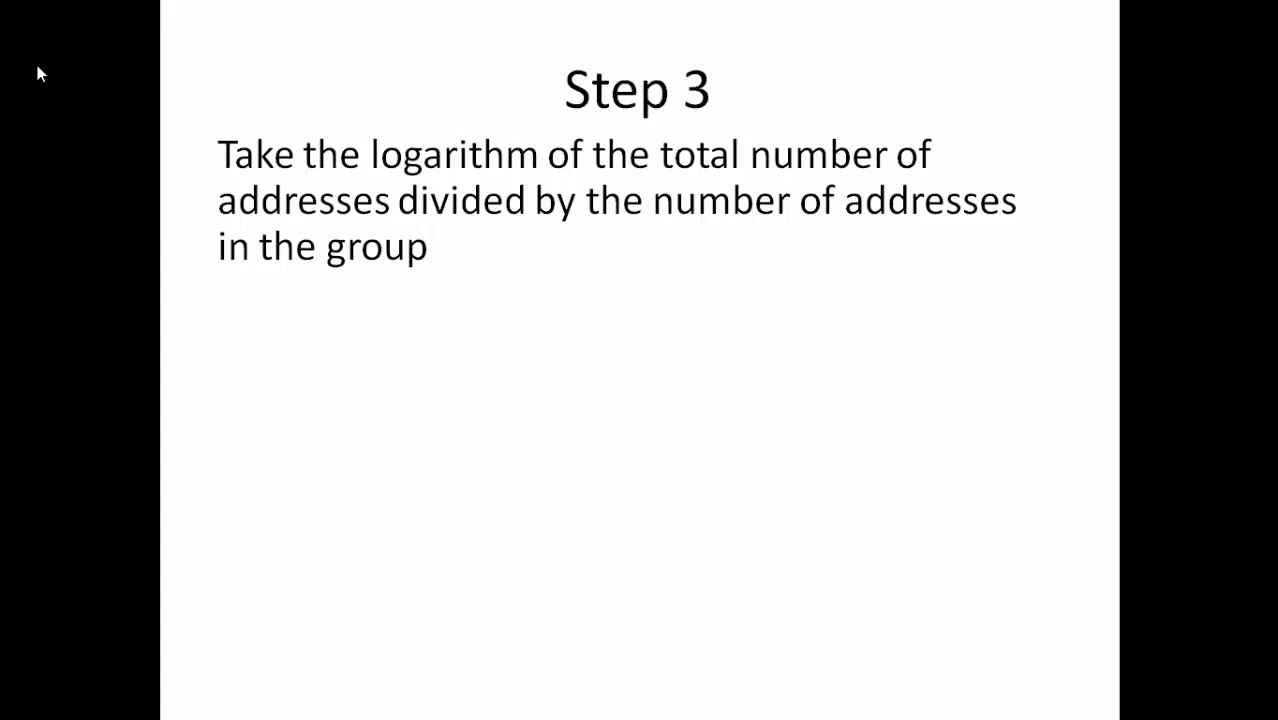 Step 3
Take the logarithm of the total number of
addresses divided by the number of addresses
in the group